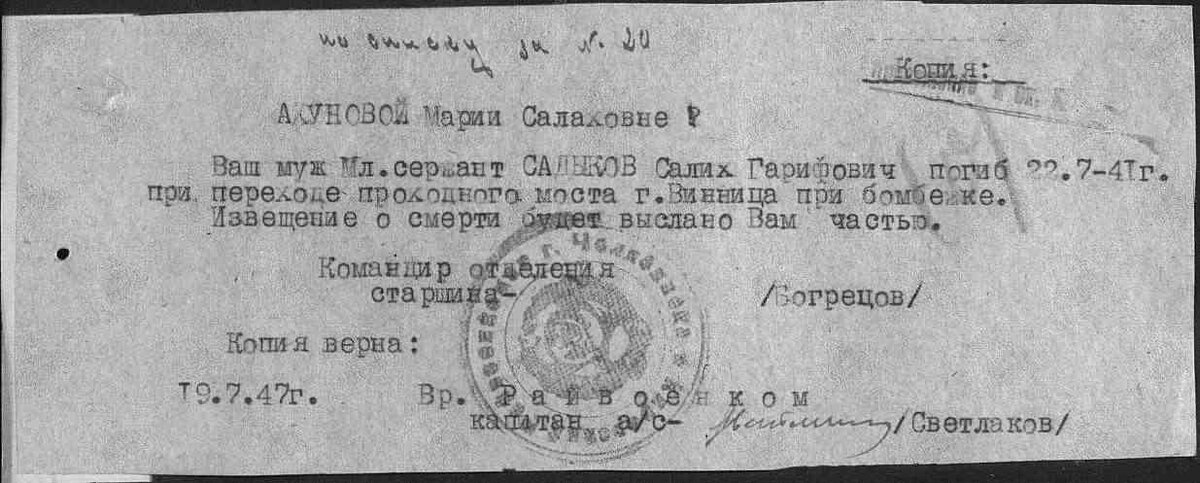 по списку за №. 20
Копия:
АХУНОВОЙ Марии Салаховне
Ваш муж Мл.сержант САДЫКОВ Салих Гарифович погиб 22.7-41г.
при переходе проходного моста г.Винница при бомбежке.
Извещение о смерти будет выслано Вам частью.
Командир отделения
старшина- /Богрецов/
Копия верна:
19.7.47г. Вр. Райвоенком
капитан а/с- /Светлаков/